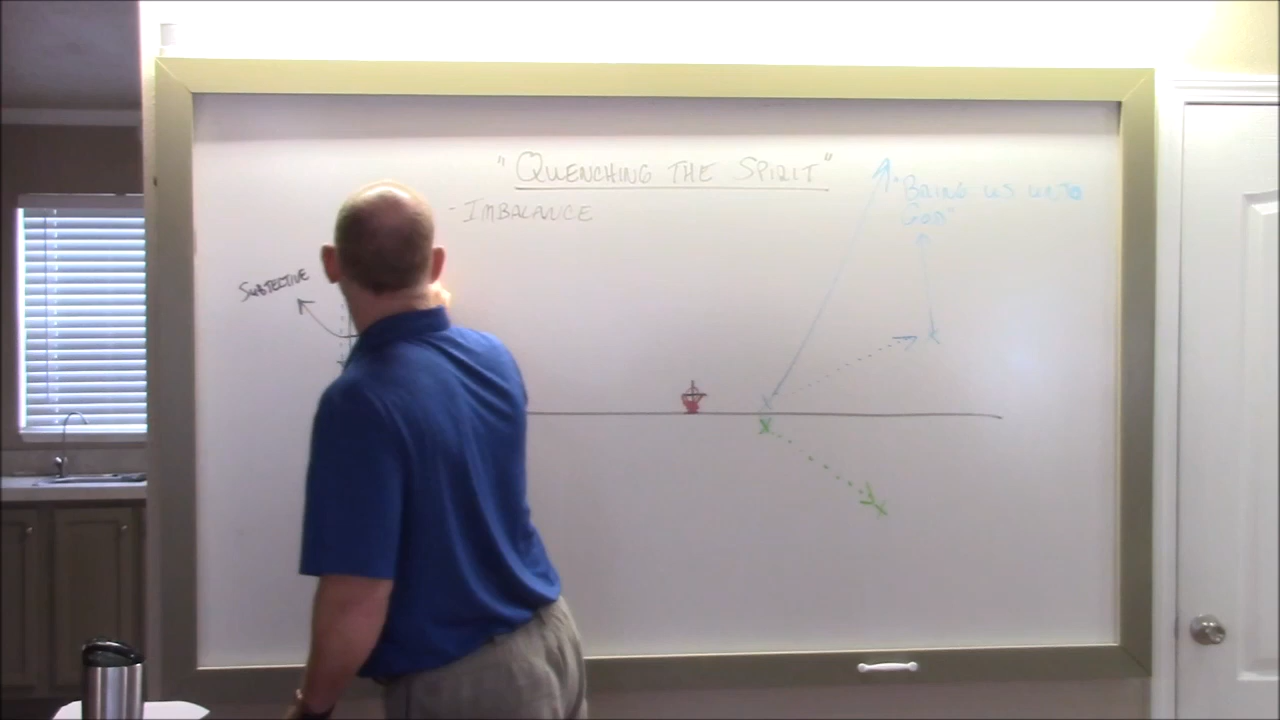 "QUENCHING THE SPIRIT"
- IMBALANCE
SUBJECTIVE
"BRING US UNTO
GOD"